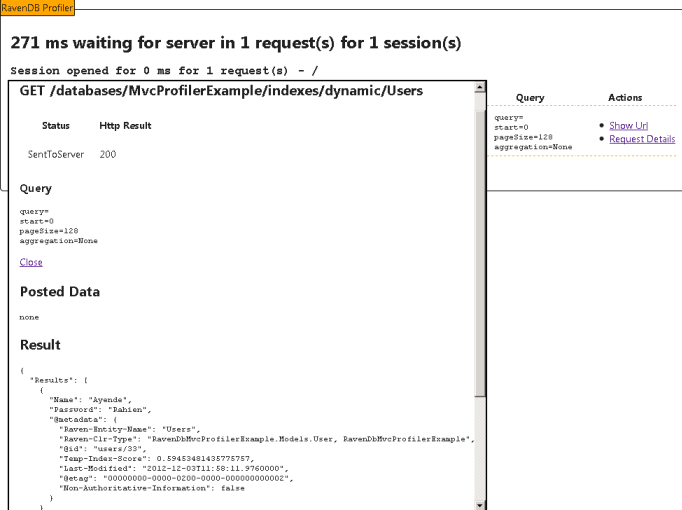 RavenDB Profiler
271 ms waiting for server in 1 request(s) for 1 session(s)
Session opened for 0 ms for 1 request(s) - /
GET /databases/MvcProfilerExample/indexes/dynamic/Users
Status Http Result
SentToServer 200
Query
query=
start=0
pageSize=128
aggregation=None
Close
Posted Data
none
Result
{
"Results": [
{
"Name": "Ayende",
"Password": "Rahien",
"@metadata": {
"Raven-Entity-Name": "Users",
"Raven-Clr-Type": "RavenDbMvcProfilerExample.Models.User, RavenDbMvcProfilerExample",
"@id": "users/33",
"Temp-Index-Score": 0.59453481435775757,
"Last-Modified": "2012-12-03T11:58:11.9760000",
"@etag": "00000000-0000-0200-0000-000000000002",
"Non-Authoritative-Information": false
}
}
Query Actions
query=
start=0
pageSize=128
aggregation=None
Show Url
Request Details